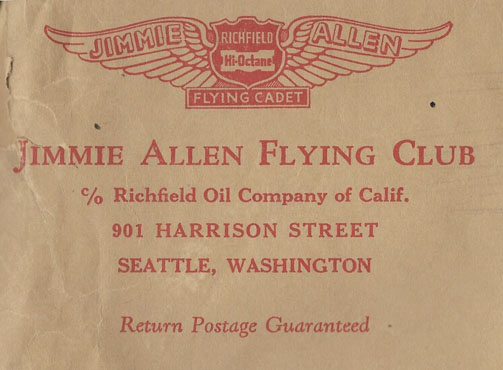 JIMMIE RICHFIELD ALLEN
Hi-Octane
FLYING CADET
JIMMIE ALLEN FLYING CLUB
c/o Richfield Oil Company of Calif.
901 HARRISON STREET
SEATTLE, WASHINGTON
Return Postage Guaranteed